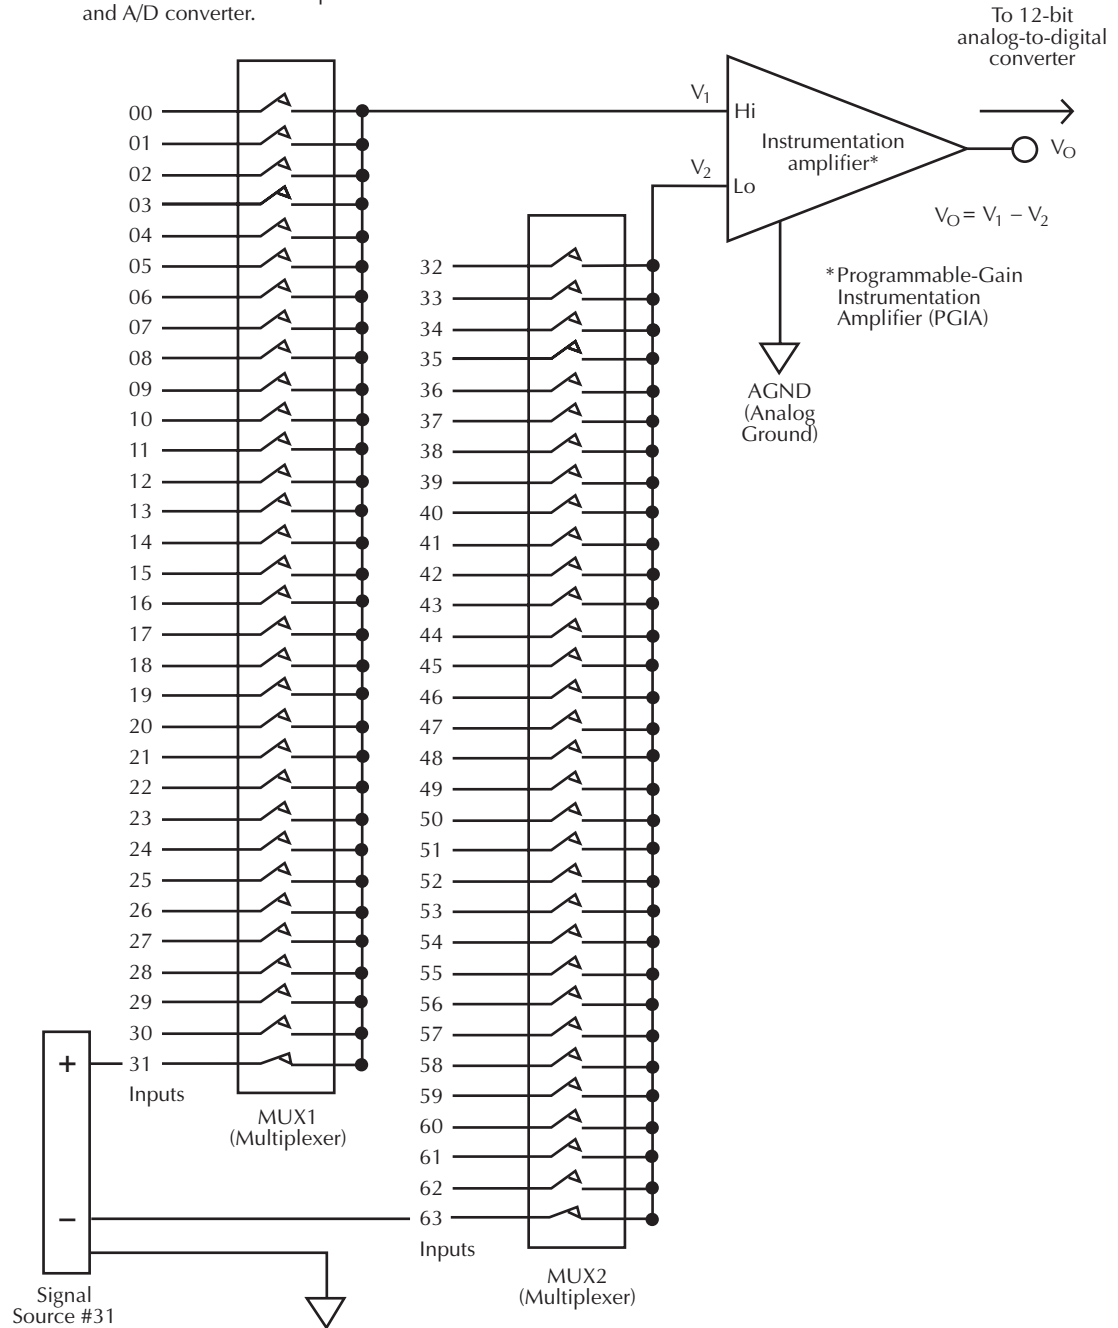 and A/D converter.
To 12-bit
analog-to-digital
converter
00
01
02
03
04
05
06
07
08
09
10
11
12
13
14
15
16
17
18
19
20
21
22
23
24
25
26
27
28
29
30
31
Inputs
MUX1
(Multiplexer)
+
−
Signal
Source #31
32
33
34
35
36
37
38
39
40
41
42
43
44
45
46
47
48
49
50
51
52
53
54
55
56
57
58
59
60
61
62
63
Inputs
MUX2
(Multiplexer)
V1
V2
Hi
Lo
Instrumentation
amplifier*
VO
VO = V1 − V2
*Programmable-Gain
Instrumentation
Amplifier (PGIA)
AGND
(Analog
Ground)